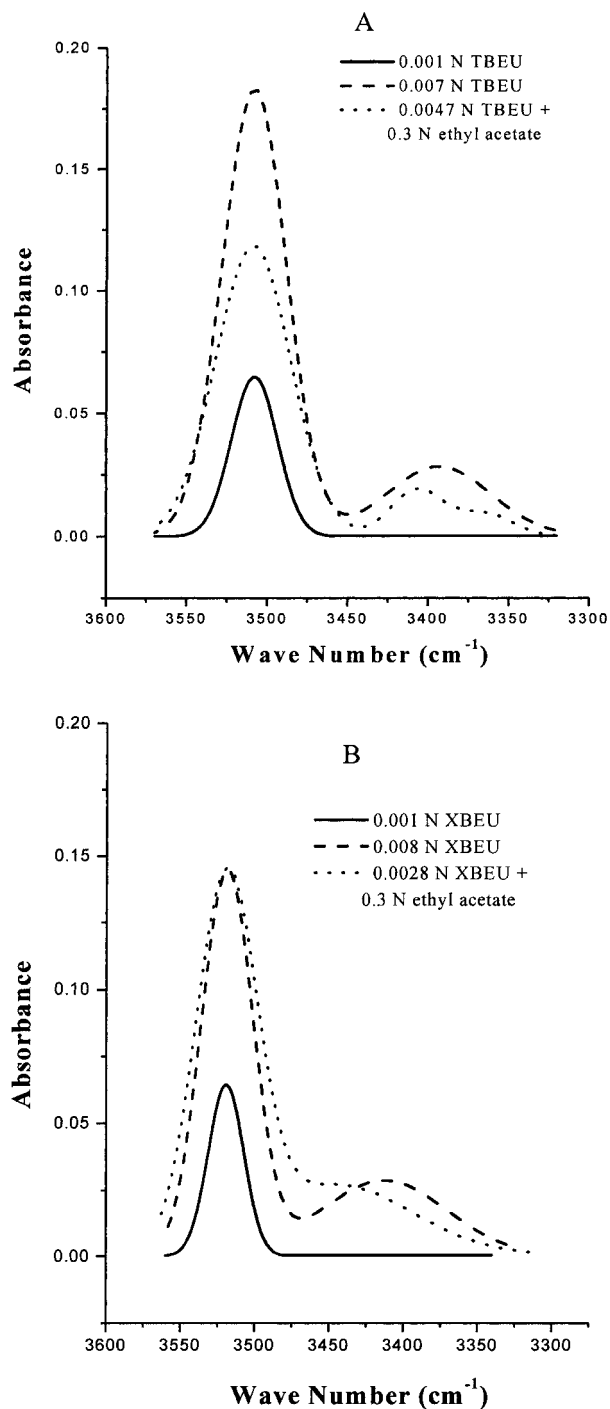 A
0.001 N TBEU
0.007 N TBEU
0.0047 N TBEU +
0.3 N ethyl acetate
0.20
0.15
0.10
0.05
0.00
Absorbance
3600 3550 3500 3450 3400 3350 3300
Wave Number (cm⁻¹)
B
0.001 N XBEU
0.008 N XBEU
0.0028 N XBEU +
0.3 N ethyl acetate
0.20
0.15
0.10
0.05
0.00
Absorbance
3600 3550 3500 3450 3400 3350 3300
Wave Number (cm⁻¹)